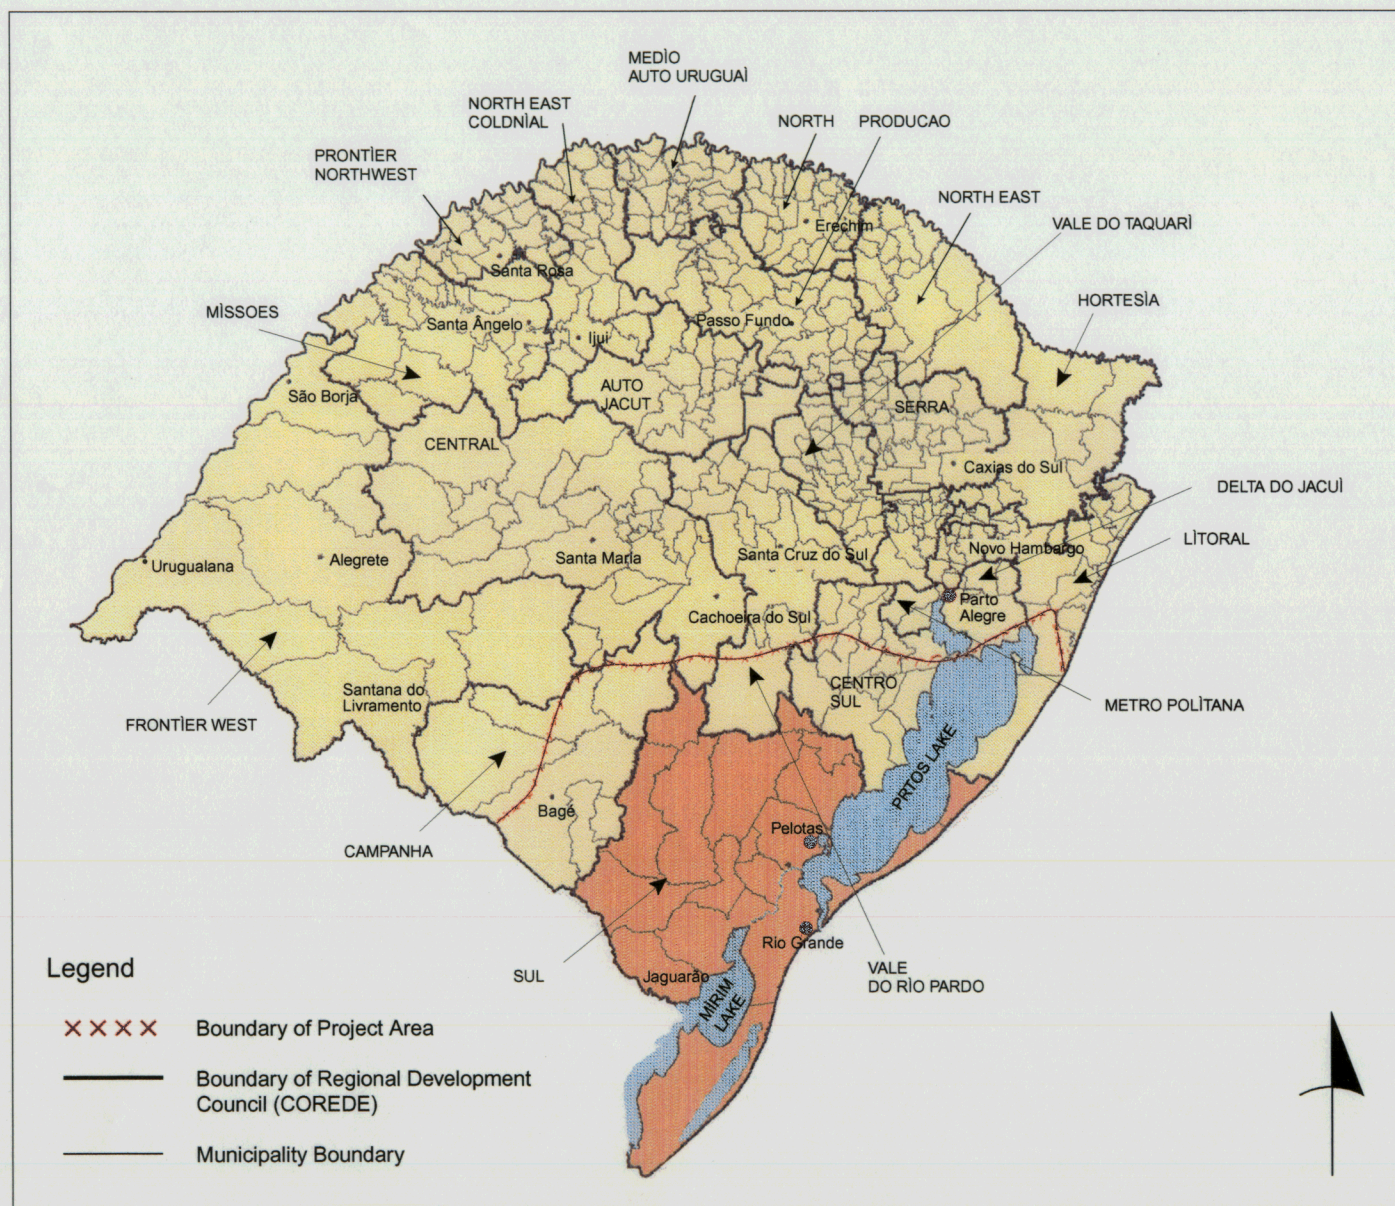 MEDÌO
AUTO URUGUAÌ
NORTH EAST
COLDNÌAL
NORTH
PRODUCAO
PRONTÌER
NORTHWEST
NORTH EAST
VALE DO TAQUARÌ
Erechim
Santa Rosa
HORTESÌA
MÌSSOES
Santa Ângelo
Passo Fundo
Ijui
São Borja
AUTO
JACUT
SERRA
CENTRAL
Caxias do Sul
DELTA DO JACUÌ
LÌTORAL
Urugualana
Alegrete
Santa Maria
Santa Cruz do Sul
Novo Hambargo
Cachoeira do Sul
Parto
Alegre
Santana do
Livramento
CENTRO
SUL
METRO POLÌTANA
FRONTÌER WEST
PRTOS LAKE
Bagé
Pelotas
CAMPANHA
Rio Grande
SUL
Jaguarão
MÌRIM
LAKE
VALE
DO RÌO PARDO
Legend
Boundary of Project Area
Boundary of Regional Development
Council (COREDE)
Municipality Boundary